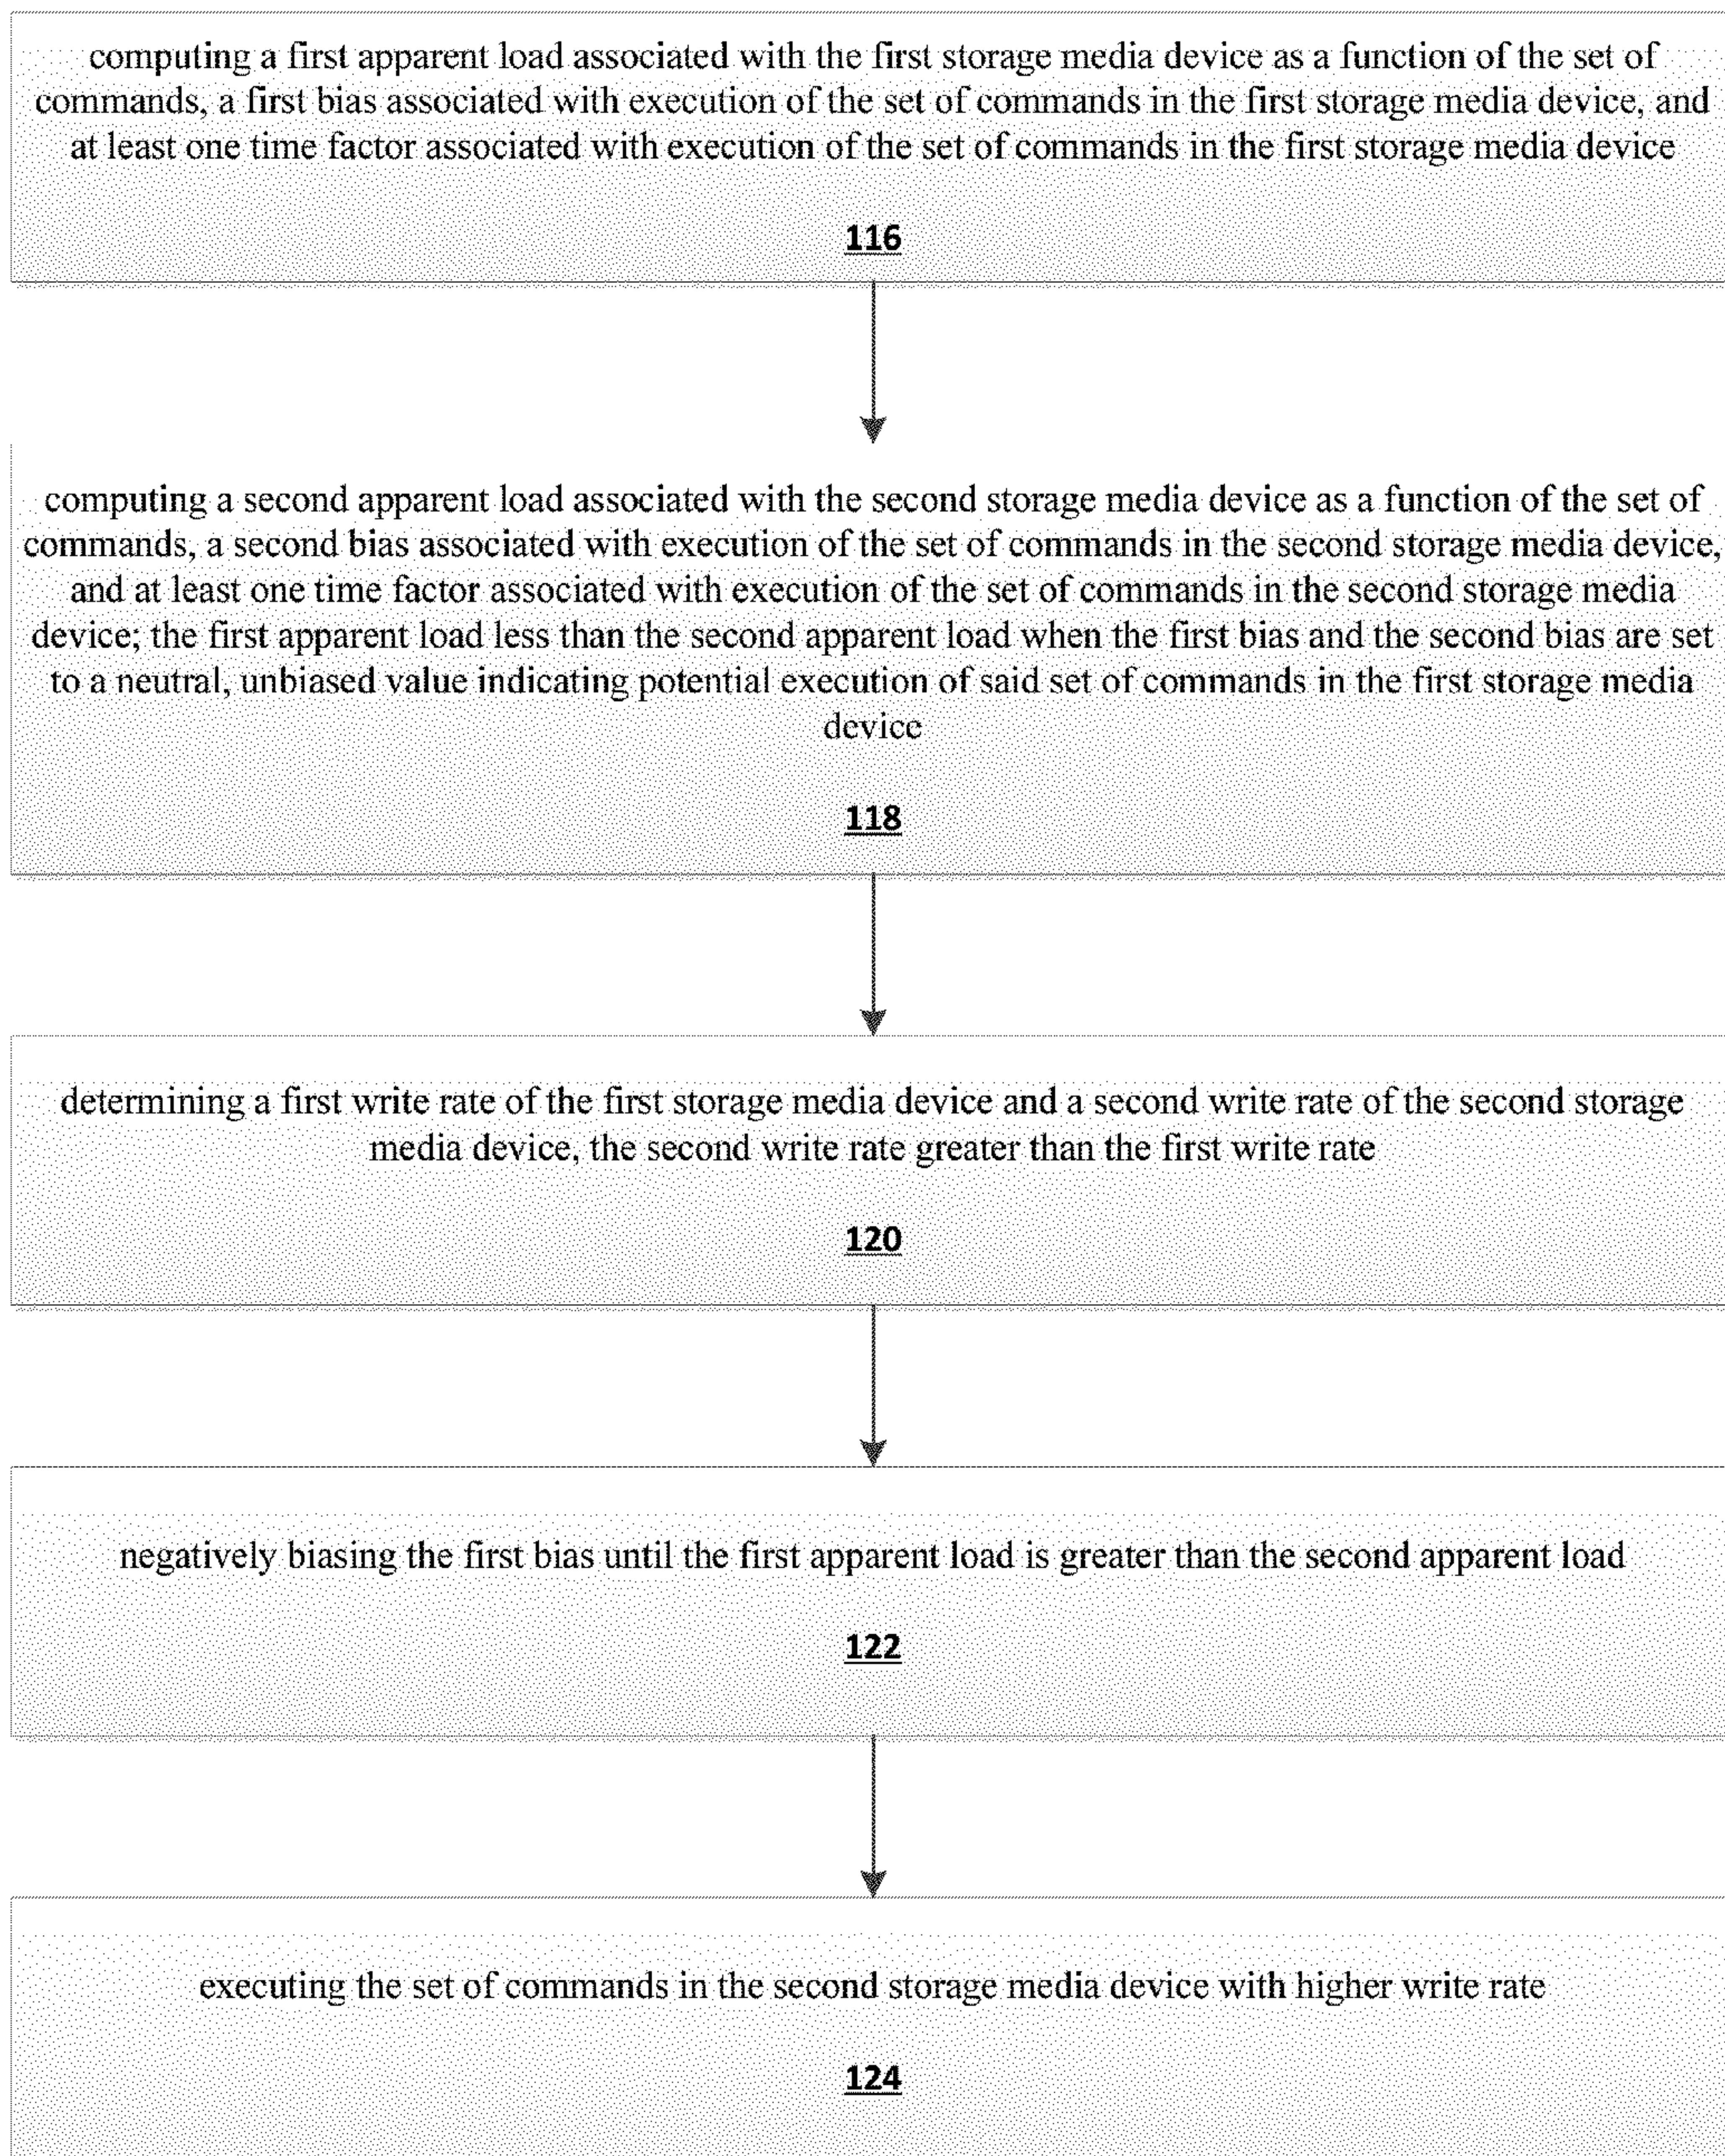 computing a first apparent load associated with the first storage media device as a function of the set of
commands, a first bias associated with execution of the set of commands in the first storage media device, and
at least one time factor associated with execution of the set of commands in the first storage media device
116
computing a second apparent load associated with the second storage media device as a function of the set of
commands, a second bias associated with execution of the set of commands in the second storage media device,
and at least one time factor associated with execution of the set of commands in the second storage media
device; the first apparent load less than the second apparent load when the first bias and the second bias are set
to a neutral, unbiased value indicating potential execution of said set of commands in the first storage media
device
118
determining a first write rate of the first storage media device and a second write rate of the second storage
media device, the second write rate greater than the first write rate
120
negatively biasing the first bias until the first apparent load is greater than the second apparent load
122
executing the set of commands in the second storage media device with higher write rate
124